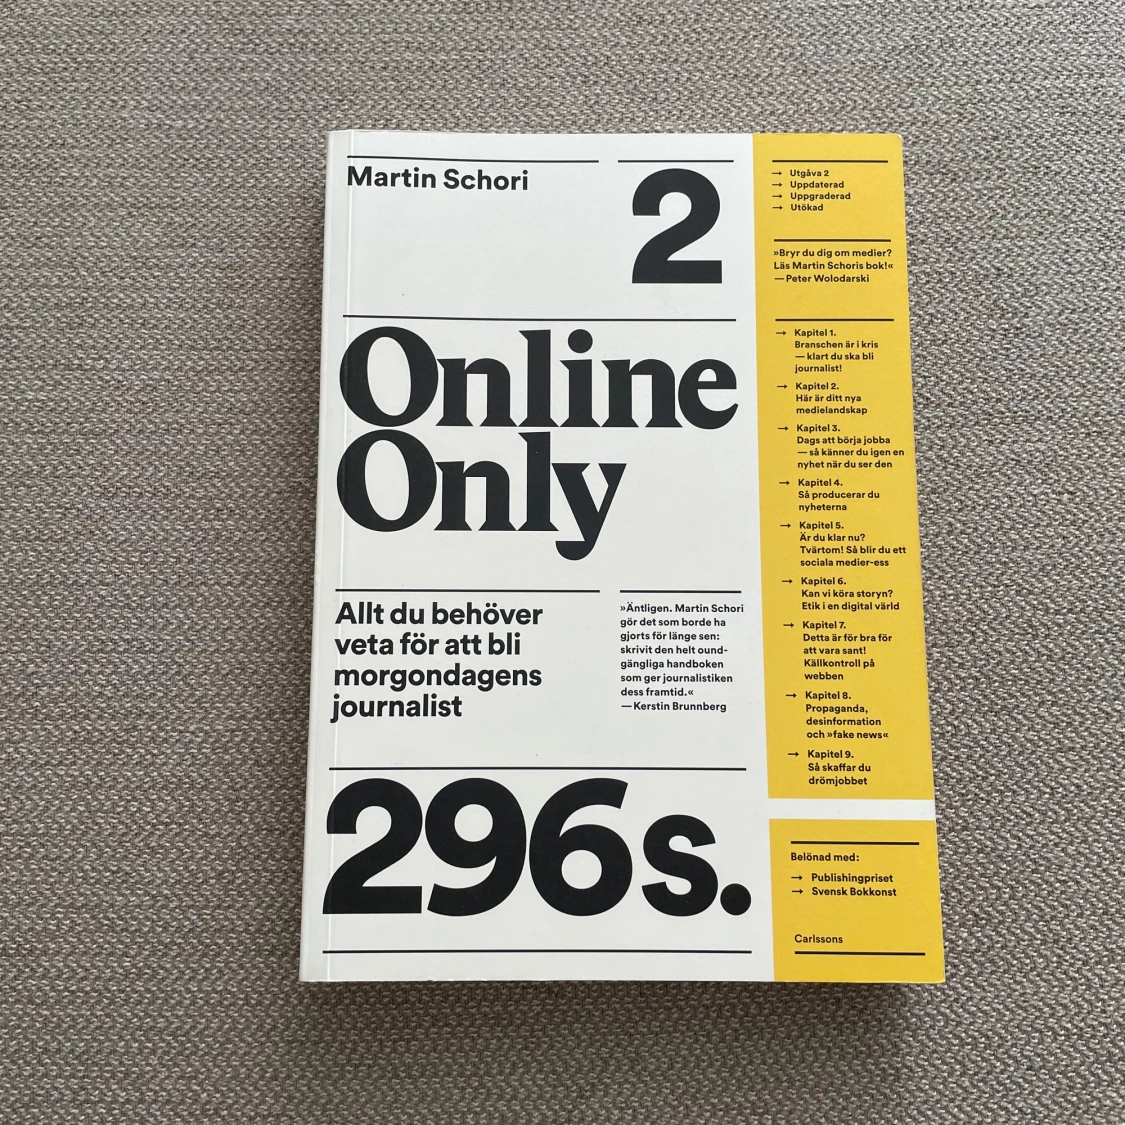 Martin Schori
2
Online
Only
Allt du behöver
veta för att bli
morgondagens
journalist
»Äntligen. Martin Schori
gör det som borde ha
gjorts för länge sen:
skrivit den helt ound-
gängliga handboken
som ger journalistiken
dess framtid.«
— Kerstin Brunnberg
296 s.
→ Utgåva 2
→ Uppdaterad
→ Uppgraderad
→ Utökad
»Bryr du dig om medier?
Läs Martin Schoris bok!«
— Peter Wolodarski
→ Kapitel 1.
Branschen är i kris
— klart du ska bli
journalist!
→ Kapitel 2.
Här är ditt nya
medielandskap
→ Kapitel 3.
Dags att börja jobba
— så känner du igen en
nyhet när du ser den
→ Kapitel 4.
Så producerar du
nyheterna
→ Kapitel 5.
Är du klar nu?
Tvärtom! Så blir du ett
sociala medier-ess
→ Kapitel 6.
Kan vi köra storyn?
Etik i en digital värld
→ Kapitel 7.
Detta är för bra för
att vara sant!
Källkontroll på
webben
→ Kapitel 8.
Propaganda,
desinformation
och »fake news«
→ Kapitel 9.
Så skaffar du
drömjobbet
Belönad med:
→ Publishingpriset
→ Svensk Bokkonst
Carlssons